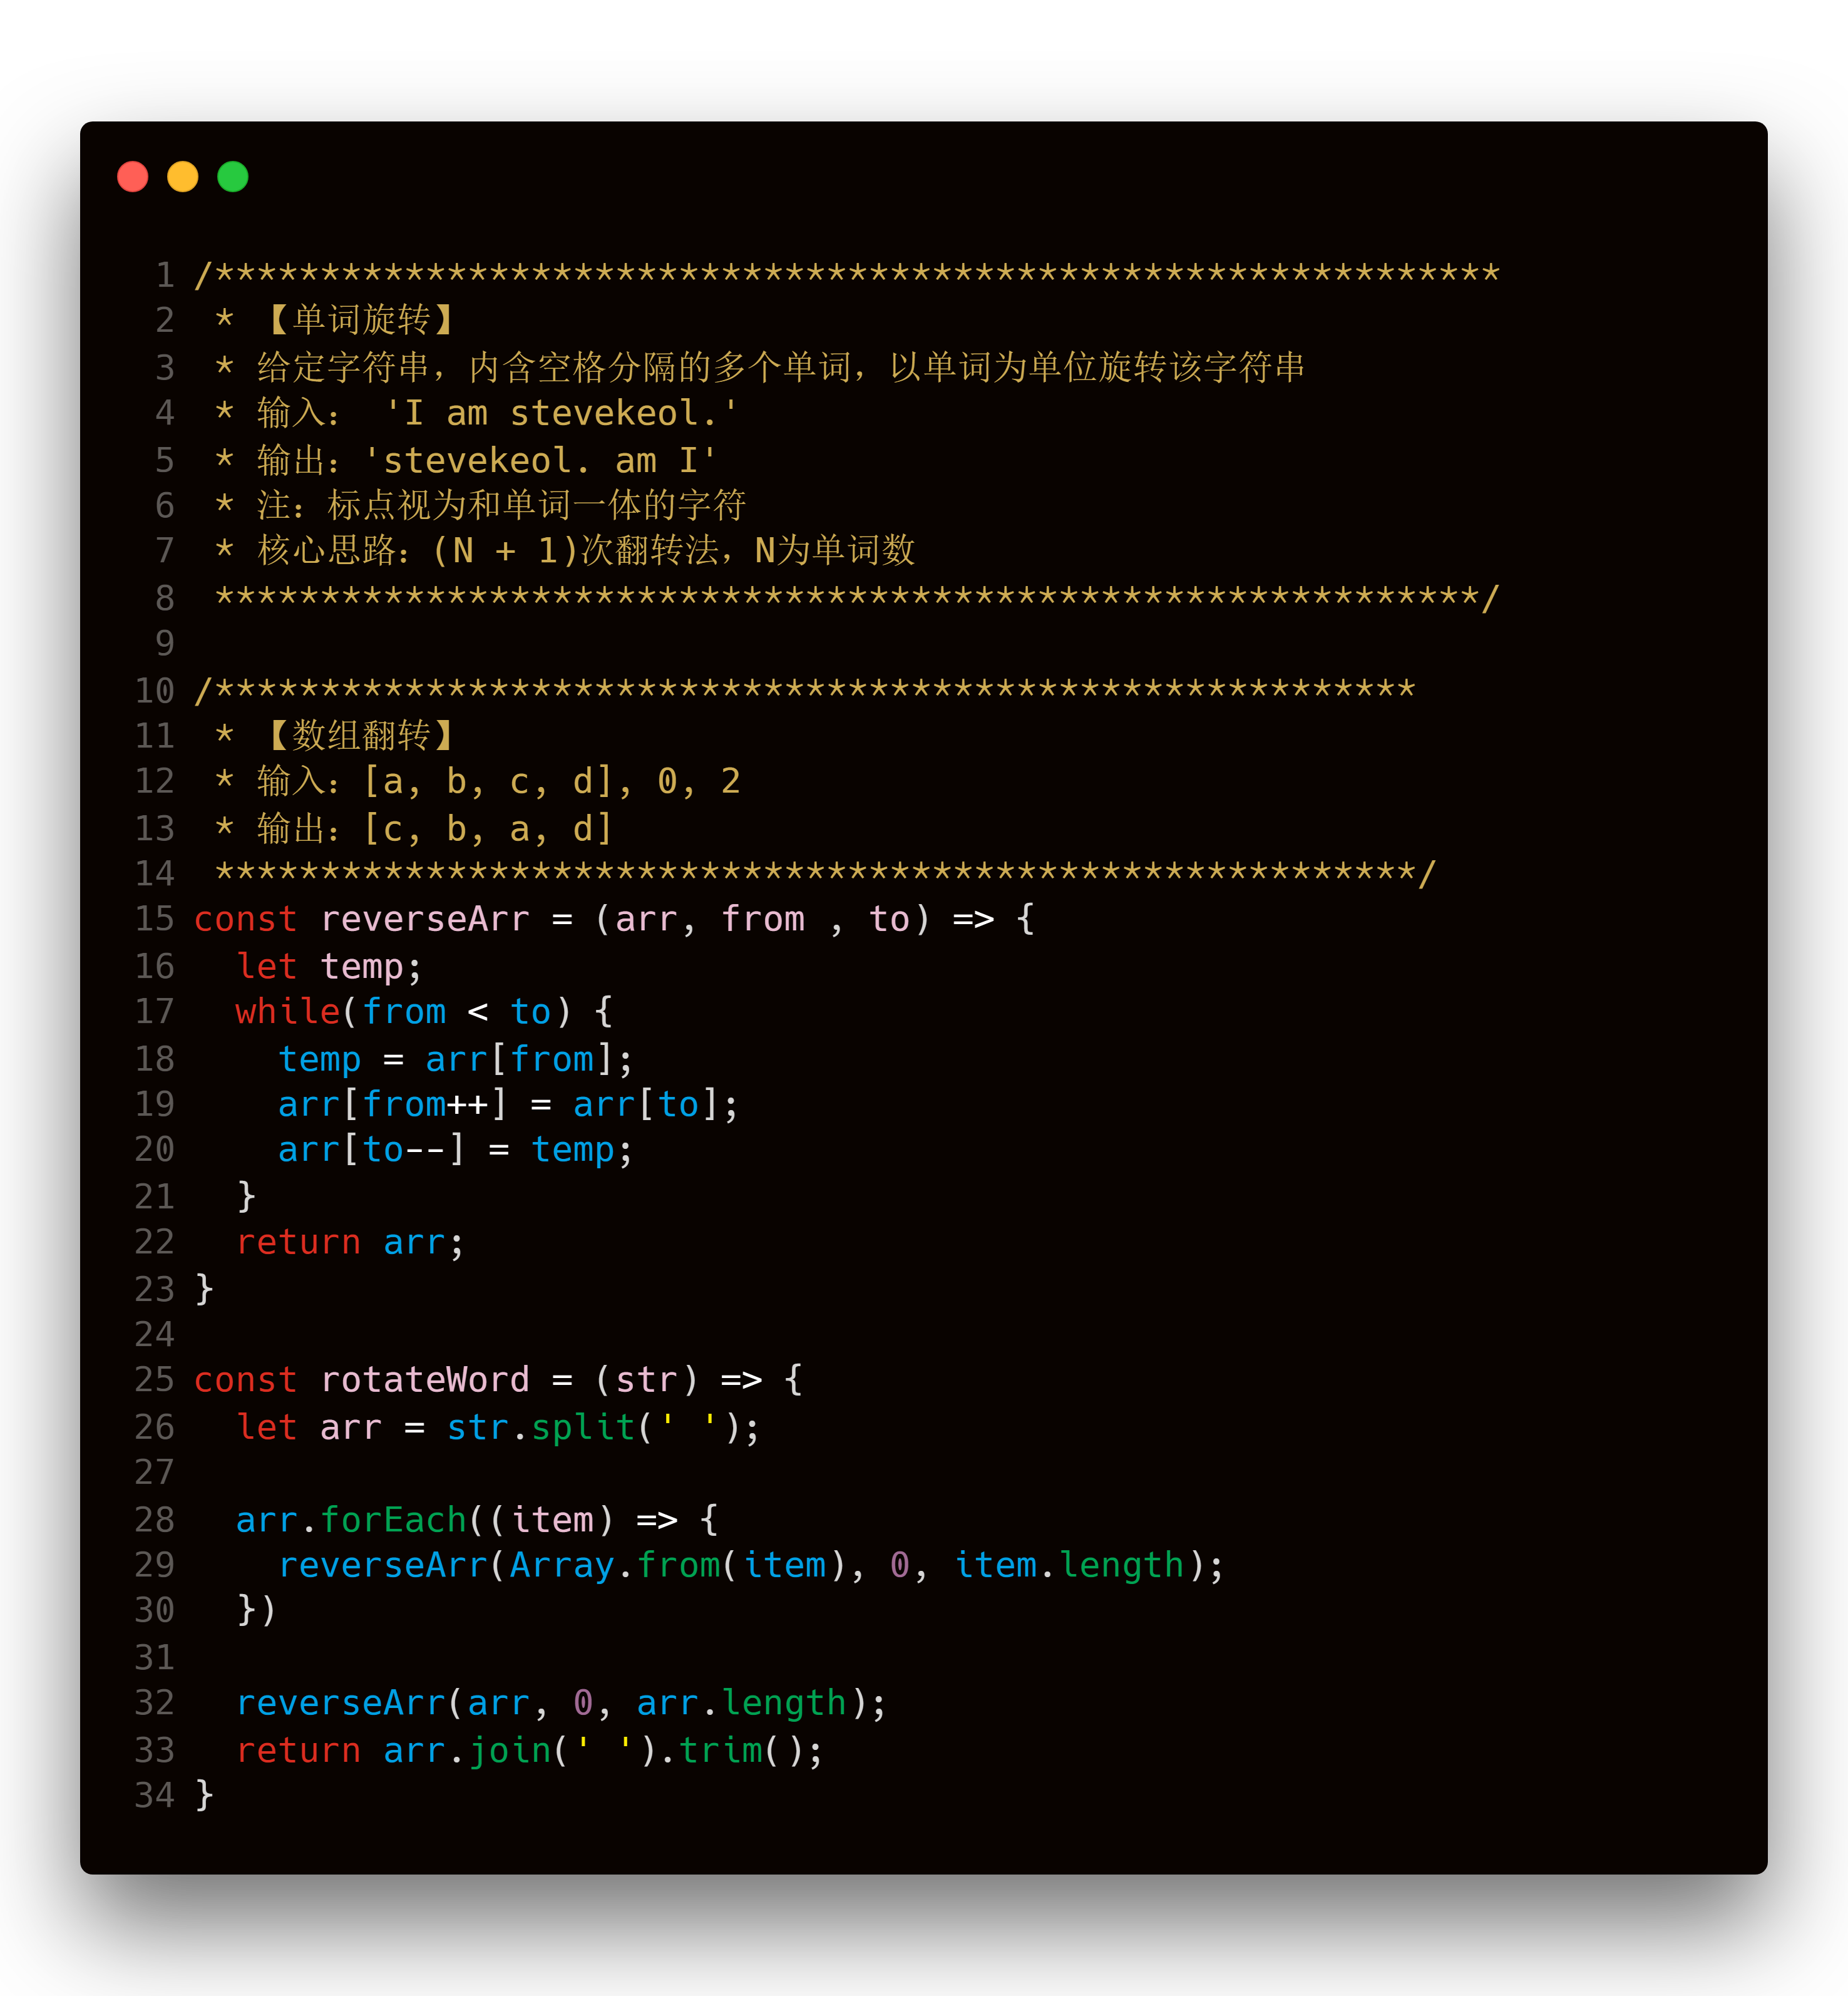 1 /*************************************************************
2  * 【单词旋转】
3  * 给定字符串，内含空格分隔的多个单词，以单词为单位旋转该字符串
4  * 输入： 'I am stevekeol.'
5  * 输出：'stevekeol. am I'
6  * 注：标点视为和单词一体的字符
7  * 核心思路：(N + 1)次翻转法，N为单词数
8  ************************************************************/
9
10 /*********************************************************
11  * 【数组翻转】
12  * 输入：[a, b, c, d], 0, 2
13  * 输出：[c, b, a, d]
14  *********************************************************/
15 const reverseArr = (arr, from , to) => {
16   let temp;
17   while(from < to) {
18     temp = arr[from];
19     arr[from++] = arr[to];
20     arr[to--] = temp;
21   }
22   return arr;
23 }
24
25 const rotateWord = (str) => {
26   let arr = str.split(' ');
27
28   arr.forEach((item) => {
29     reverseArr(Array.from(item), 0, item.length);
30   })
31
32   reverseArr(arr, 0, arr.length);
33   return arr.join(' ').trim();
34 }